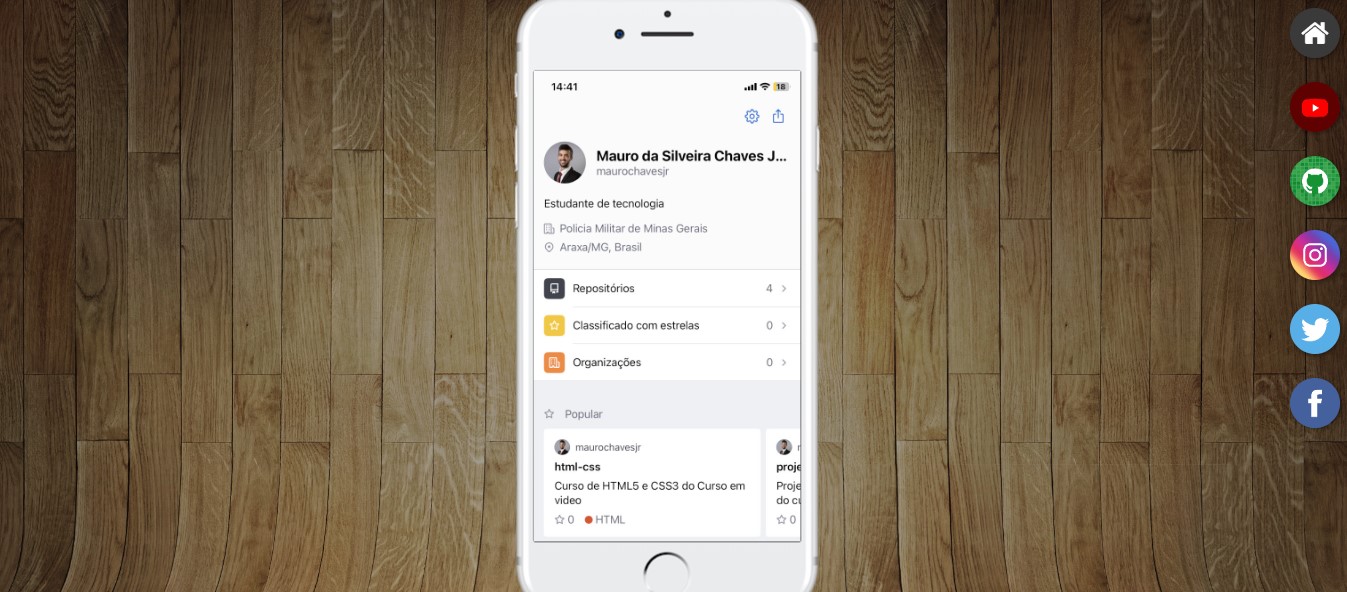 14:41
18
Mauro da Silveira Chaves J...
maurochavesjr
Estudante de tecnologia
Policia Militar de Minas Gerais
Araxa/MG, Brasil
Repositórios 4
Classificado com estrelas 0
Organizações 0
Popular
maurochavesjr
html-css
Curso de HTML5 e CSS3 do Curso em
video
0 HTML
proje
Proje
do cu
0